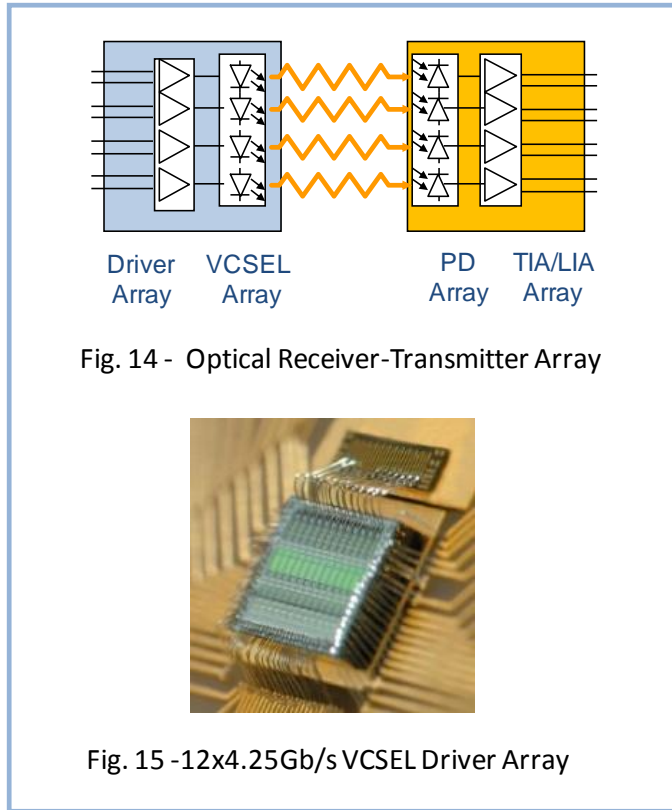 Driver VCSEL PD TIA/LIA
Array Array Array Array
Fig. 14 - Optical Receiver-Transmitter Array
Fig. 15 -12x4.25Gb/s VCSEL Driver Array